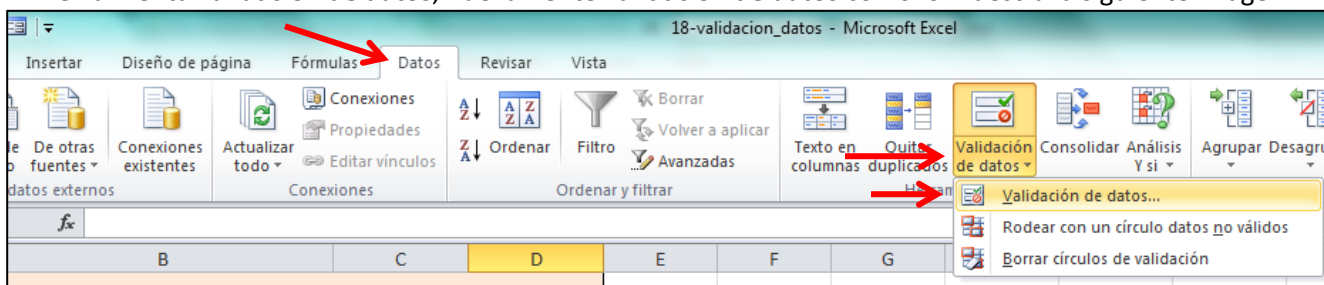 18-validacion_datos - Microsoft Excel
Insertar Diseño de página Fórmulas Datos Revisar Vista
De otras fuentes
Conexiones existentes
Actualizar todo
Conexiones
Propiedades
Editar vínculos
Ordenar
Filtro
Borrar
Volver a aplicar
Avanzadas
Texto en columnas
Quitar duplicados
Validación de datos
Consolidar
Análisis Y si
Agrupar
datos externos
Conexiones
Ordenar y filtrar
Validación de datos...
Rodear con un círculo datos no válidos
Borrar círculos de validación
fx
B C D E F G